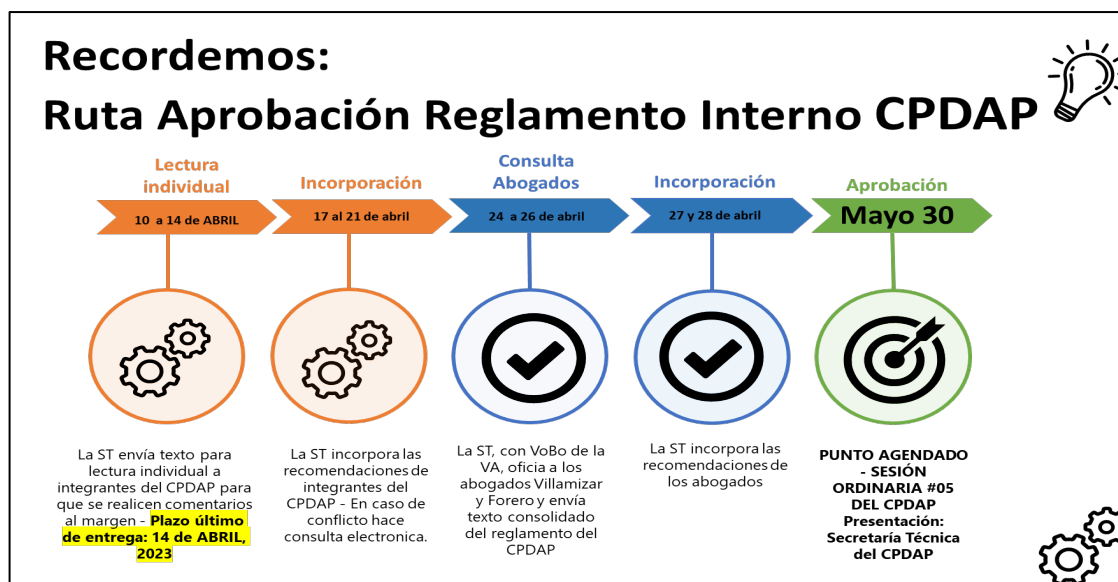 Recordemos:
Ruta Aprobación Reglamento Interno CPDAP
Lectura
individual
10 a 14 de ABRIL
La ST envía texto para
lectura individual a
integrantes del CPDAP para
que se realicen comentarios
al margen - Plazo último
de entrega: 14 de ABRIL,
2023
Incorporación
17 al 21 de abril
La ST incorpora las
recomendaciones de
integrantes del
CPDAP - En caso de
conflicto hace
consulta electronica.
Consulta
Abogados
24 a 26 de abril
La ST, con VoBo de la
VA, oficia a los
abogados Villamizar
y Forero y envía
texto consolidado
del reglamento del
CPDAP
Incorporación
27 y 28 de abril
La ST incorpora las
recomendaciones de
los abogados
Aprobación
Mayo 30
PUNTO AGENDADO
- SESIÓN
ORDINARIA #05
DEL CPDAP
Presentación:
Secretaría Técnica
del CPDAP